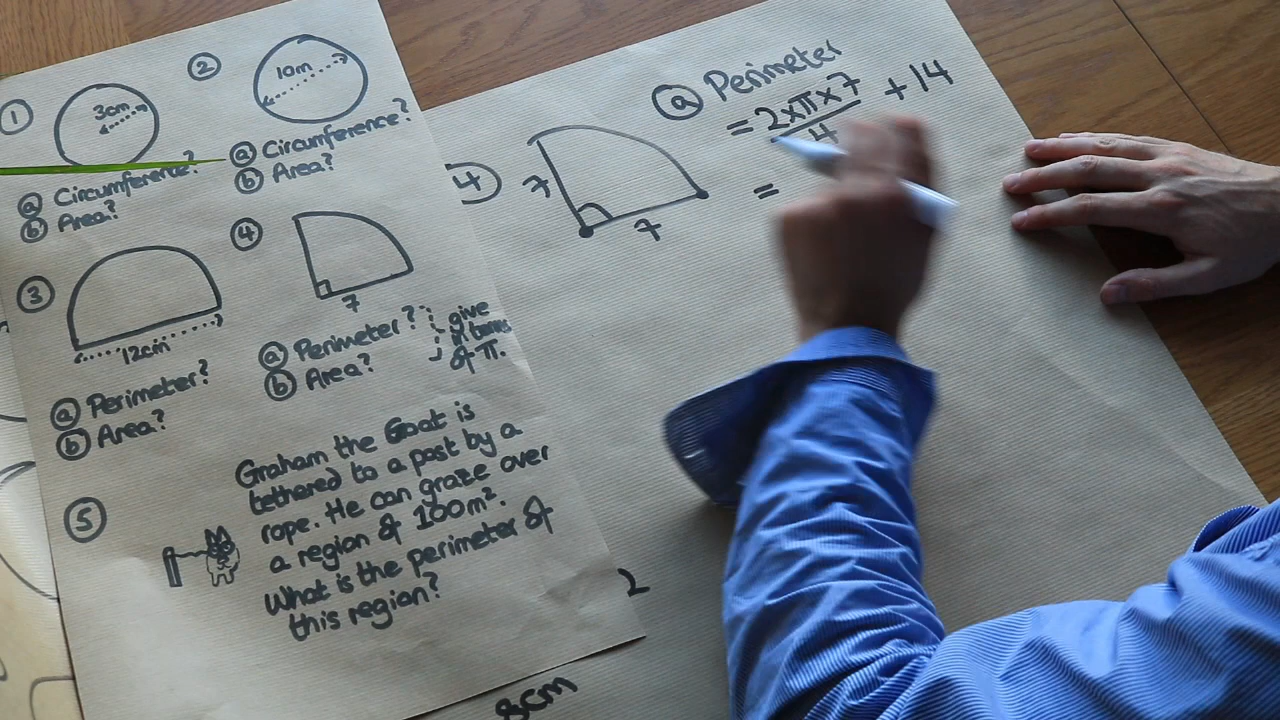 1
3cm
a Circumference?
b Area?
2
10m
a Circumference?
b Area?
3
12cm
a Perimeter?
b Area?
4
7
a Perimeter?
b Area?
give
in terms
of π.
5
Graham the Goat is
tethered to a post by a
rope. He can graze over
a region of 100m².
What is the perimeter of
this region?
4
7
7
a Perimeter
= 2×π×7 + 14
4
=
2
8cm